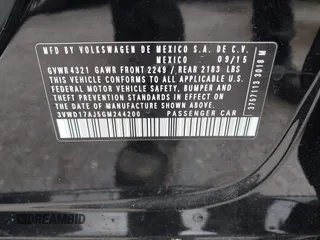 MFD BY VOLKSWAGEN DE MEXICO S.A. DE C.V.
MEXICO 09/15
GVWR 4321 GAWR FRONT 2249 / REAR 2183 LBS
THIS VEHICLE CONFORMS TO ALL APPLICABLE
FEDERAL MOTOR VEHICLE SAFETY, BUMPER AND
THEFT PREVENTION STANDARDS IN EFFECT ON
THE DATE OF MANUFACTURE SHOWN ABOVE.
3VWD17AJ5GM244200 PASSENGER CAR
3757113 3018 M
DREAMBID